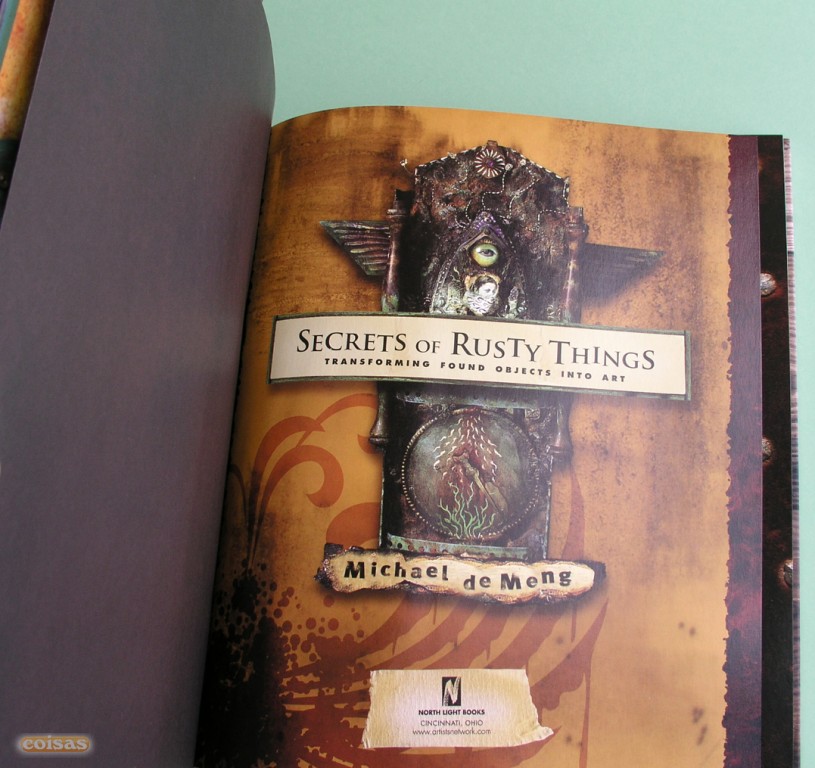 SECRETS OF RUSTY THINGS
TRANSFORMING FOUND OBJECTS INTO ART
Michael de Meng
N
NORTH LIGHT BOOKS
CINCINNATI, OHIO
www.artistsnetwork.com
coisas